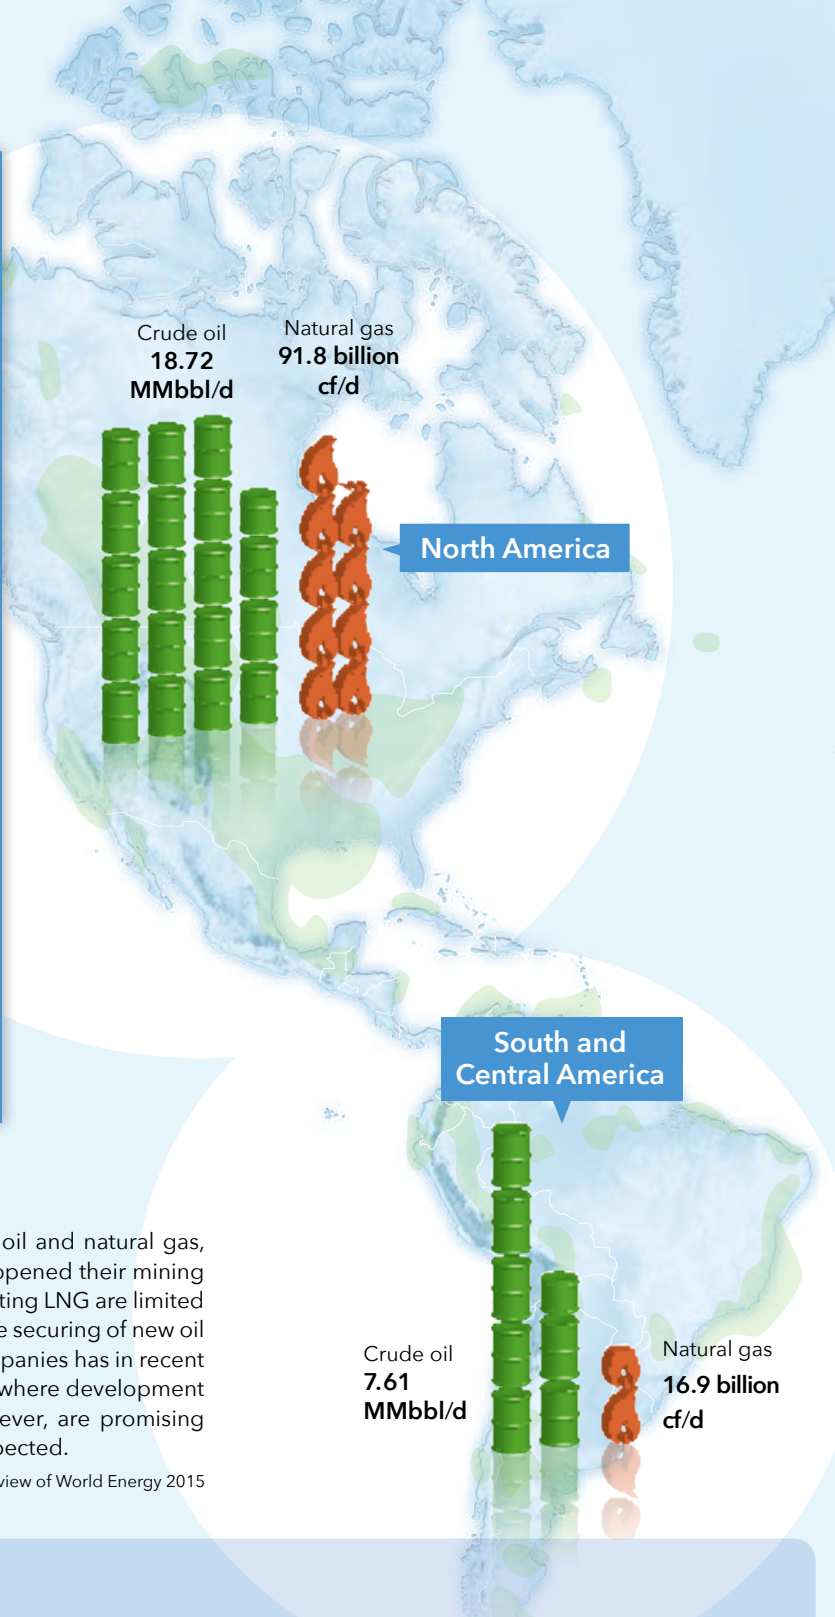 Crude oil
18.72
MMbbl/d
Natural gas
91.8 billion
cf/d
North America
South and
Central America
Crude oil
7.61
MMbbl/d
Natural gas
16.9 billion
cf/d
oil and natural gas,
opened their mining
ting LNG are limited
e securing of new oil
panies has in recent
where development
ever, are promising
pected.
view of World Energy 2015